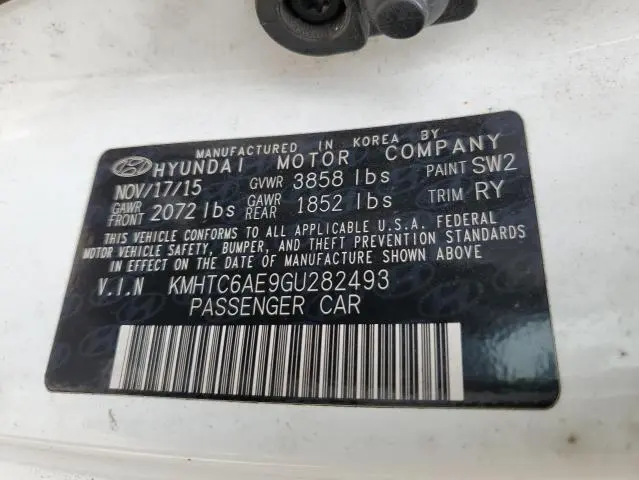 MANUFACTURED IN KOREA BY
HYUNDAI MOTOR COMPANY
NOV/17/15 GVWR 3858 lbs PAINT SW2
GAWR FRONT 2072 lbs GAWR REAR 1852 lbs TRIM RY
THIS VEHICLE CONFORMS TO ALL APPLICABLE U.S.A. FEDERAL
MOTOR VEHICLE SAFETY, BUMPER, AND THEFT PREVENTION STANDARDS
IN EFFECT ON THE DATE OF MANUFACTURE SHOWN ABOVE
V.I.N KMHTC6AE9GU282493
PASSENGER CAR